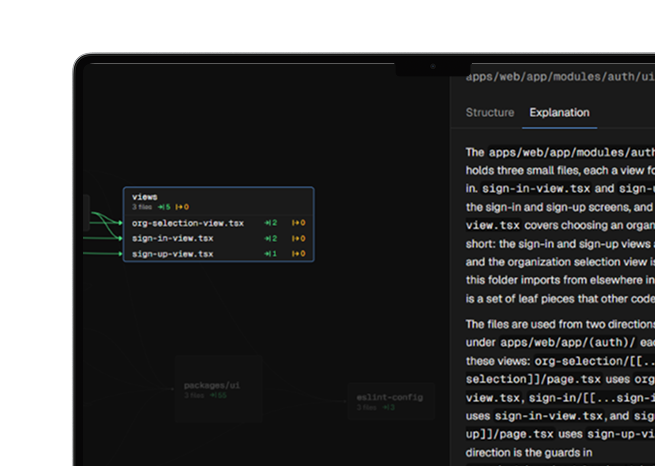 apps/web/app/modules/auth/ui
Structure Explanation
views
3 files →|5 |→0
org-selection-view.tsx →|2 |→0
sign-in-view.tsx →|2 |→0
sign-up-view.tsx →|1 |→0
packages/ui
3 files
eslint-config
3 files →|3
The apps/web/app/modules/auth
holds three small files, each a view fo
in. sign-in-view.tsx and sign-u
the sign-in and sign-up screens, and
view.tsx covers choosing an organ
short: the sign-in and sign-up views a
and the organization selection view is
this folder imports from elsewhere in
is a set of leaf pieces that other code
The files are used from two directions
under apps/web/app/(auth)/ eac
these views: org-selection/[[..
selection]]/page.tsx uses org
view.tsx, sign-in/[[...sign-i
uses sign-in-view.tsx, and sig
up]]/page.tsx uses sign-up-vi
direction is the guards in